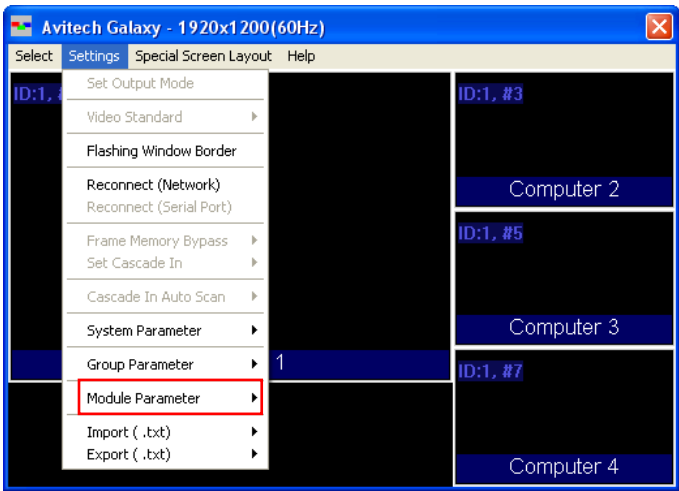 Avitech Galaxy - 1920x1200(60Hz)
Select Settings Special Screen Layout Help
Set Output Mode
Video Standard
Flashing Window Border
Reconnect (Network)
Reconnect (Serial Port)
Frame Memory Bypass
Set Cascade In
Cascade In Auto Scan
System Parameter
Group Parameter
Module Parameter
Import ( .txt)
Export ( .txt)
ID:1,
1
ID:1, #3
Computer 2
ID:1, #5
Computer 3
ID:1, #7
Computer 4